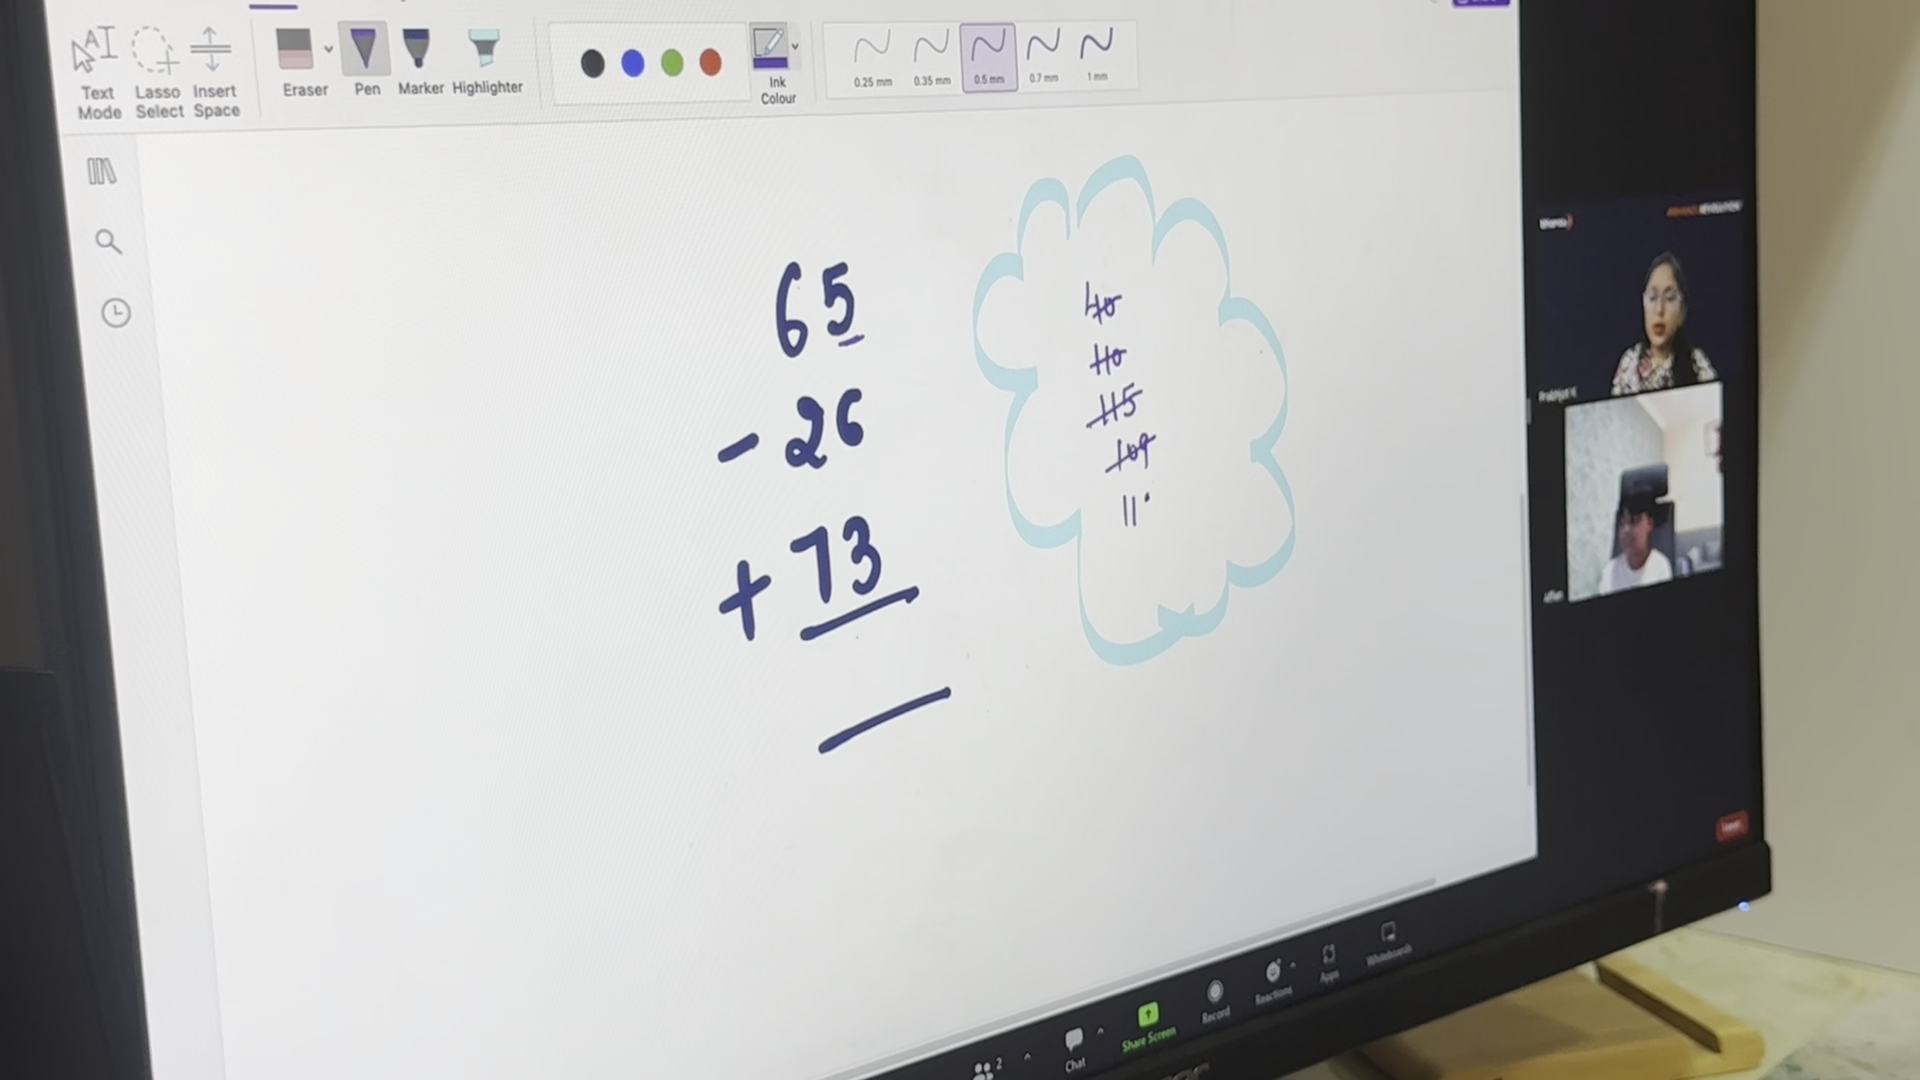 Text Mode
Lasso Select
Insert Space
Eraser
Pen
Marker
Highlighter
Ink Colour
0.25 mm
0.35 mm
0.5 mm
0.7 mm
1 mm
65
- 26
+ 73
40
110
115
109
11
2
Chat
Share Screen
Record
Reactions
Apps
Whiteboards